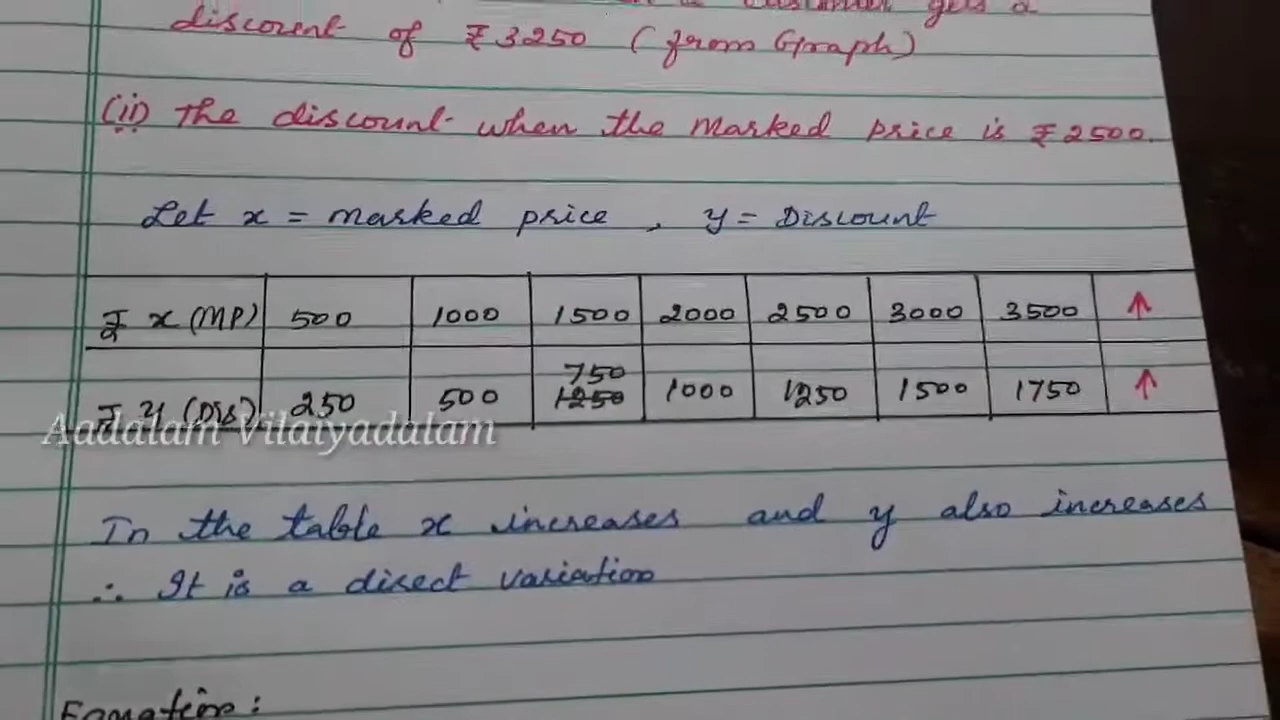 customer gets a
discount of ₹3250 (from Graph)
(ii) The discount when the marked price is ₹2500.
Let x = marked price , y = Discount
₹ x (MP) 500 1000 1500 2000 2500 3000 3500 ↑
750
₹ y (Dis) 250 500 1250 1000 1250 1500 1750 ↑
Aadalam Vilaiyadalam
In the table x increases and y also increases
∴ It is a direct variation
Equation: